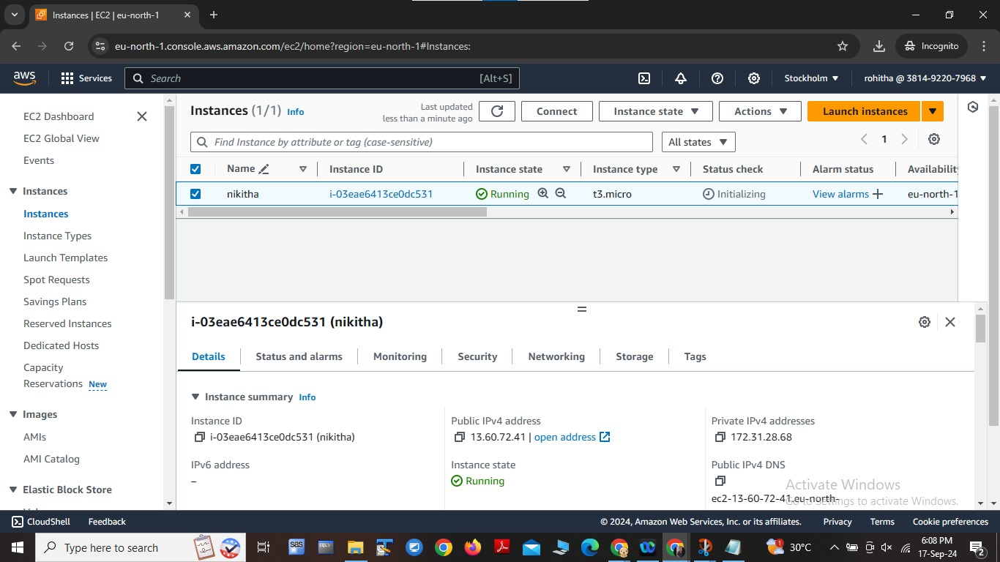 Instances | EC2 | eu-north-1
eu-north-1.console.aws.amazon.com/ec2/home?region=eu-north-1#Instances:
Incognito
aws
Services
Search
[Alt+S]
Stockholm
rohitha @ 3814-9220-7968
EC2 Dashboard
EC2 Global View
Events
Instances
Instances
Instance Types
Launch Templates
Spot Requests
Savings Plans
Reserved Instances
Dedicated Hosts
Capacity
Reservations New
Images
AMIs
AMI Catalog
Elastic Block Store
Instances (1/1) Info
Last updated
less than a minute ago
Connect
Instance state
Actions
Launch instances
Find Instance by attribute or tag (case-sensitive)
All states
1
Name Instance ID Instance state Instance type Status check Alarm status Availability
nikitha i-03eae6413ce0dc531 Running t3.micro Initializing View alarms eu-north-1
i-03eae6413ce0dc531 (nikitha)
Details Status and alarms Monitoring Security Networking Storage Tags
Instance summary Info
Instance ID
i-03eae6413ce0dc531 (nikitha)
Public IPv4 address
13.60.72.41 | open address
Private IPv4 addresses
172.31.28.68
IPv6 address
–
Instance state
Running
Public IPv4 DNS
ec2-13-60-72-41.eu-north-
Activate Windows
Go to Settings to activate Windows.
CloudShell Feedback
© 2024, Amazon Web Services, Inc. or its affiliates. Privacy Terms Cookie preferences
Type here to search
sas
SQL
30°C
6:08 PM
17-Sep-24
2